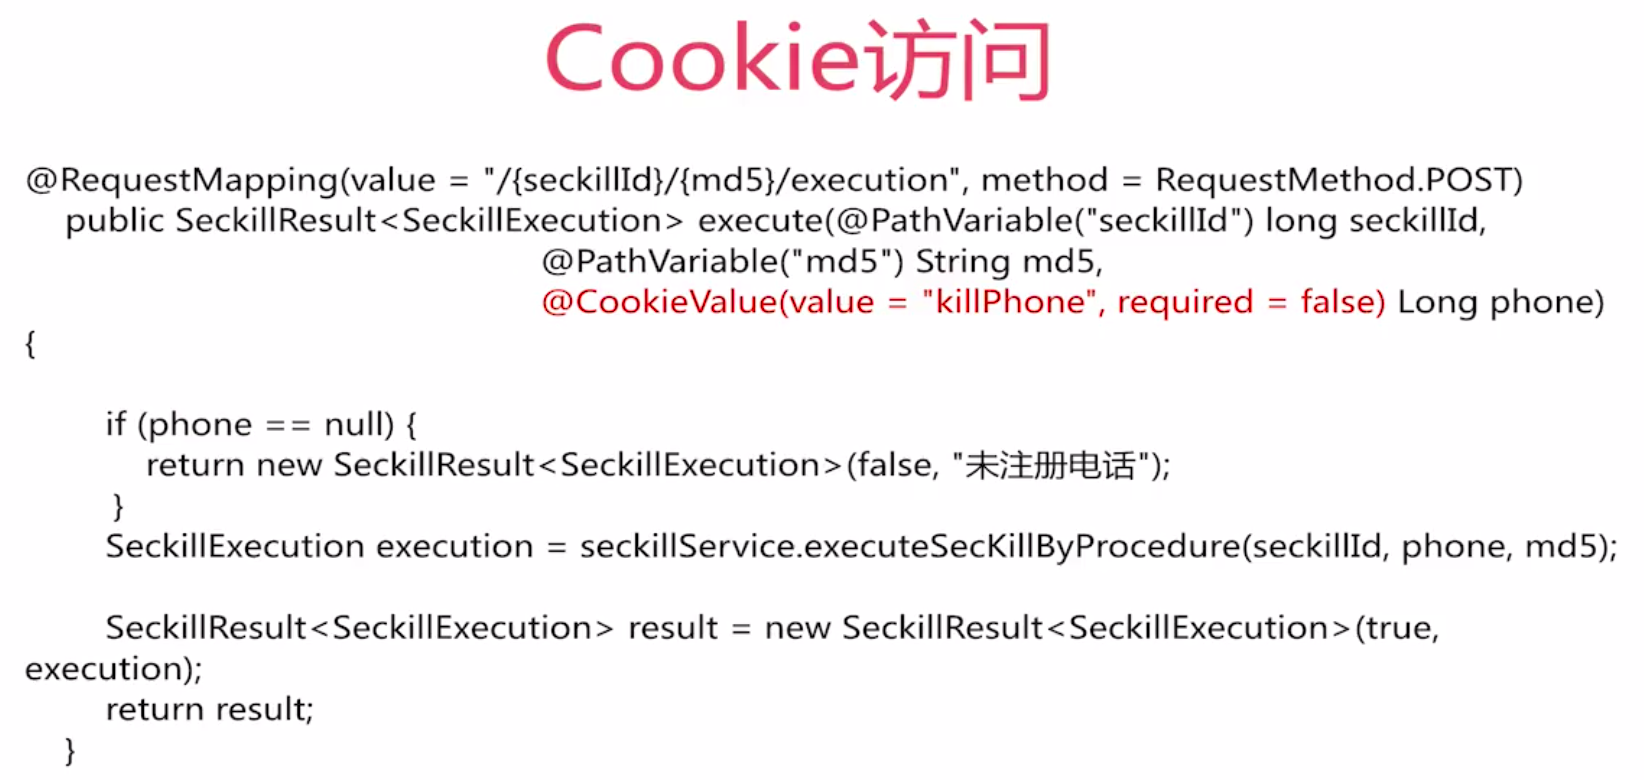 Cookie访问
@RequestMapping(value = "/{seckillId}/{md5}/execution", method = RequestMethod.POST)
public SeckillResult<SeckillExecution> execute(@PathVariable("seckillId") long seckillId,
@PathVariable("md5") String md5,
@CookieValue(value = "killPhone", required = false) Long phone)
{
if (phone == null) {
return new SeckillResult<SeckillExecution>(false, "未注册电话");
}
SeckillExecution execution = seckillService.executeSecKillByProcedure(seckillId, phone, md5);
SeckillResult<SeckillExecution> result = new SeckillResult<SeckillExecution>(true,
execution);
return result;
}